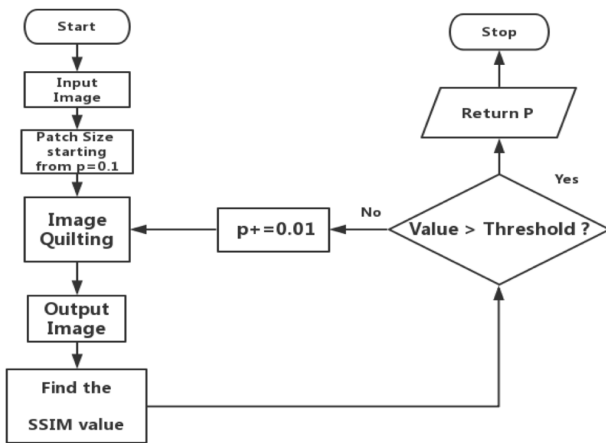 Start
Input
Image
Patch Size
starting
from p=0.1
Image
Quilting
Output
Image
Find the
SSIM value
Value > Threshold ?
No
p+=0.01
Yes
Return P
Stop